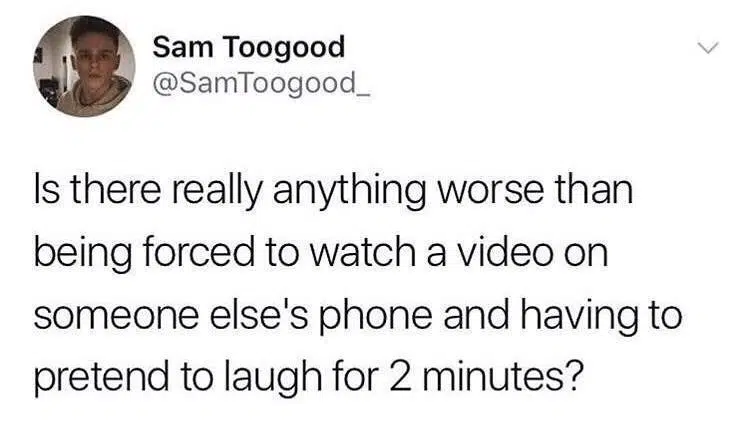 Sam Toogood
@SamToogood_
Is there really anything worse than
being forced to watch a video on
someone else's phone and having to
pretend to laugh for 2 minutes?